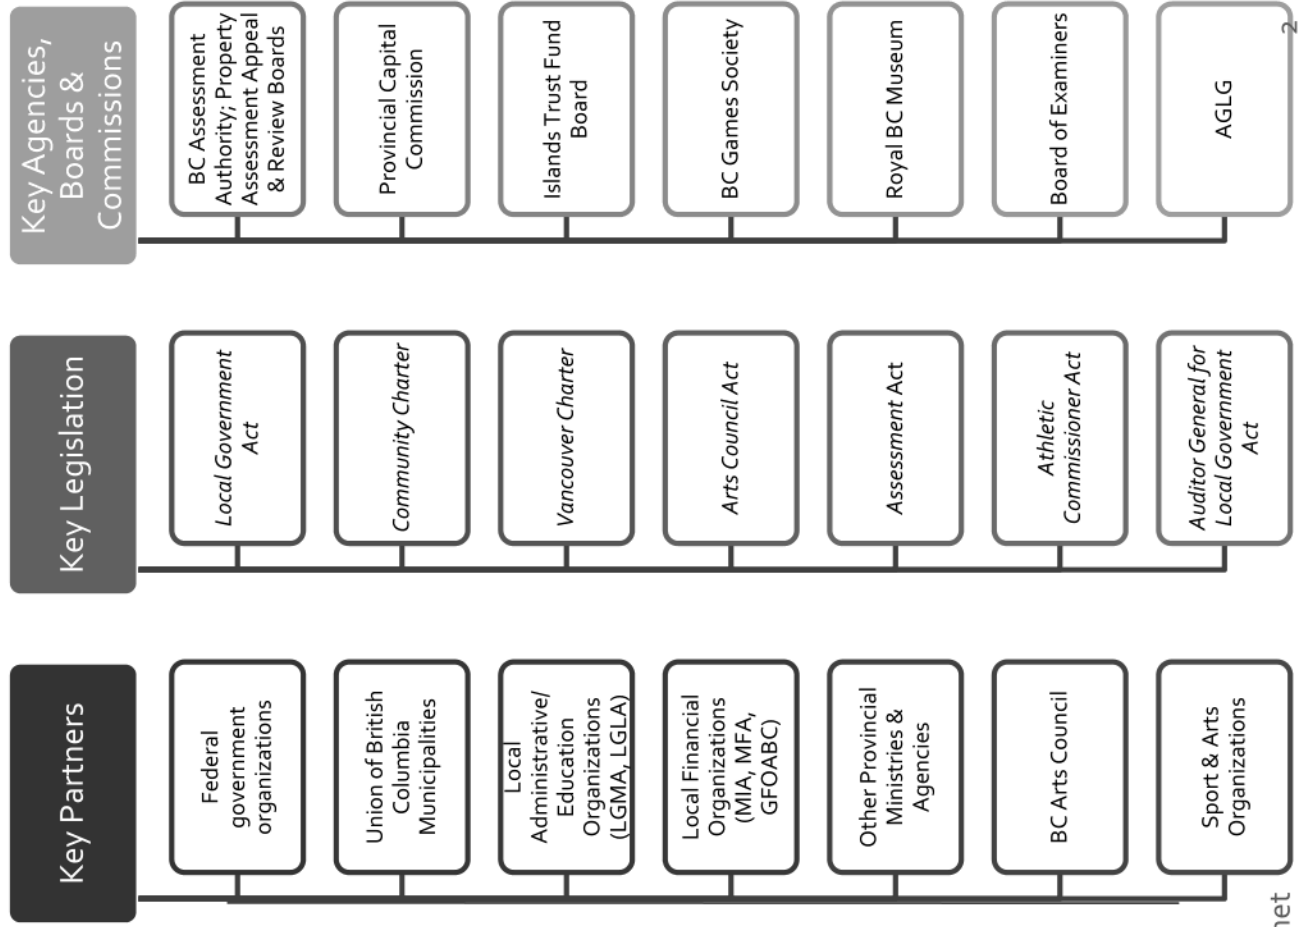 Key Partners
Federal
government
organizations
Union of British
Columbia
Municipalities
Local
Administrative/
Education
Organizations
(LGMA, LGLA)
Local Financial
Organizations
(MIA, MFA,
GFOABC)
Other Provincial
Ministries &
Agencies
BC Arts Council
Sport & Arts
Organizations
Key Legislation
Local Government
Act
Community Charter
Vancouver Charter
Arts Council Act
Assessment Act
Athletic
Commissioner Act
Auditor General for
Local Government
Act
Key Agencies,
Boards &
Commissions
BC Assessment
Authority; Property
Assessment Appeal
& Review Boards
Provincial Capital
Commission
Islands Trust Fund
Board
BC Games Society
Royal BC Museum
Board of Examiners
AGLG
net
2